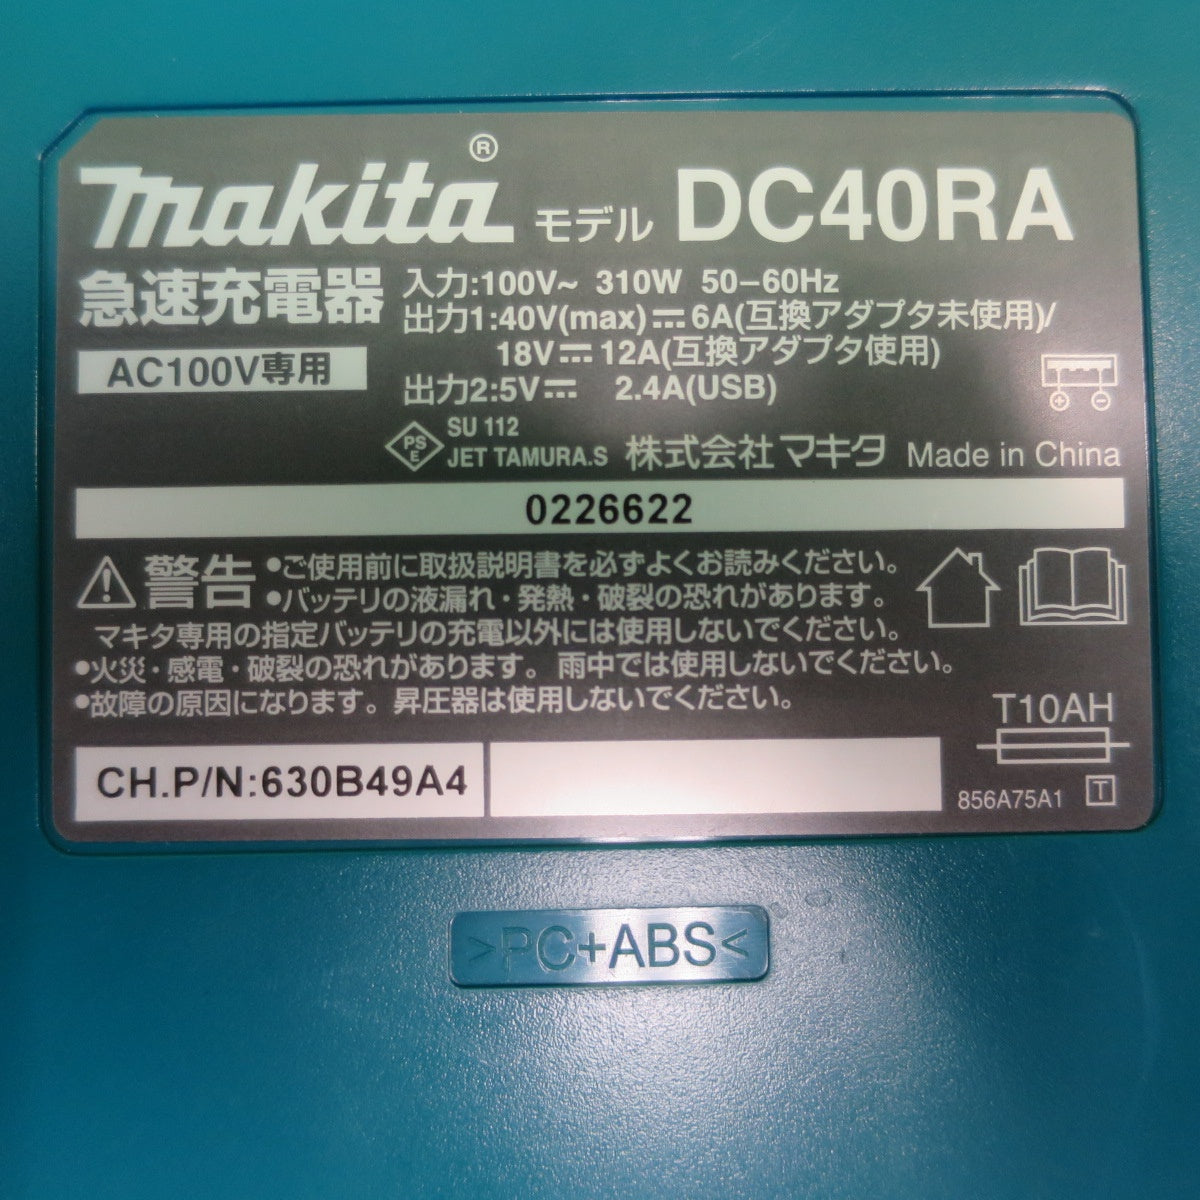 makita® モデル DC40RA
急速充電器
AC100V専用
入力:100V~ 310W 50-60Hz
出力1:40V(max)⎓6A(互換アダプタ未使用)/
18V⎓12A(互換アダプタ使用)
出力2:5V⎓ 2.4A(USB)
PS
E
SU 112
JET TAMURA.S 株式会社マキタ Made in China
0226622
警告 •ご使用前に取扱説明書を必ずよくお読みください。
•バッテリの液漏れ・発熱・破裂の恐れがあります。
マキタ専用の指定バッテリの充電以外には使用しないでください。
•火災・感電・破裂の恐れがあります。雨中では使用しないでください。
•故障の原因になります。昇圧器は使用しないでください。
T10AH
CH.P/N:630B49A4
856A75A1 T
>PC+ABS<